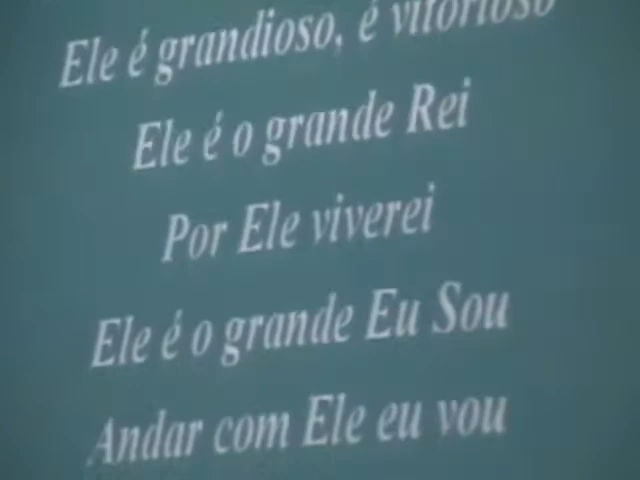 Ele é grandioso, é vitorioso
Ele é o grande Rei
Por Ele viverei
Ele é o grande Eu Sou
Andar com Ele eu vou